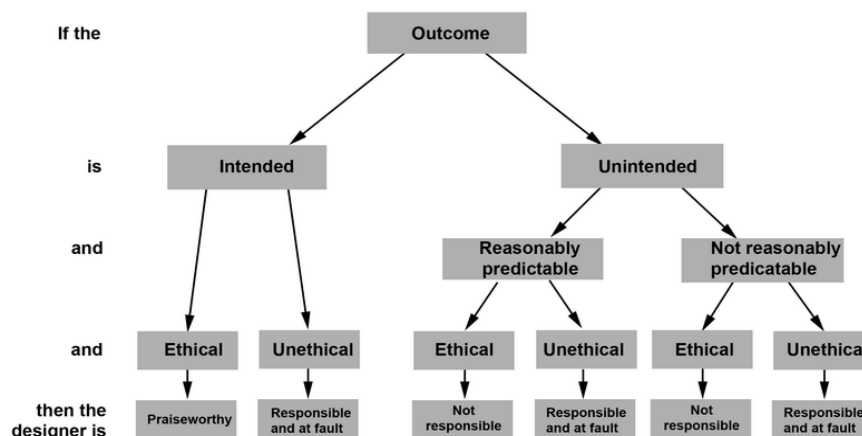 If the Outcome
is Intended Unintended
and Reasonably predictable Not reasonably predicatable
and Ethical Unethical Ethical Unethical Ethical Unethical
then the designer is Praiseworthy Responsible and at fault Not responsible Responsible and at fault Not responsible Responsible and at fault